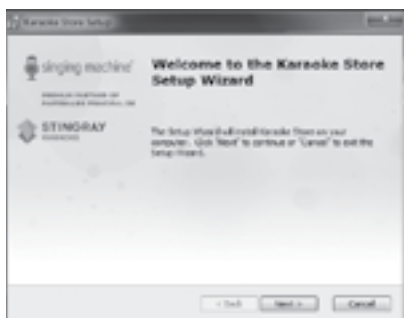 Karaoke Store Setup
singing machine
Welcome to the Karaoke Store
Setup Wizard
STINGRAY
KARAOKE
The Setup Wizard will install Karaoke Store on your
computer. Click "Next" to continue or "Cancel" to exit the
Setup Wizard.
< Back
Next >
Cancel